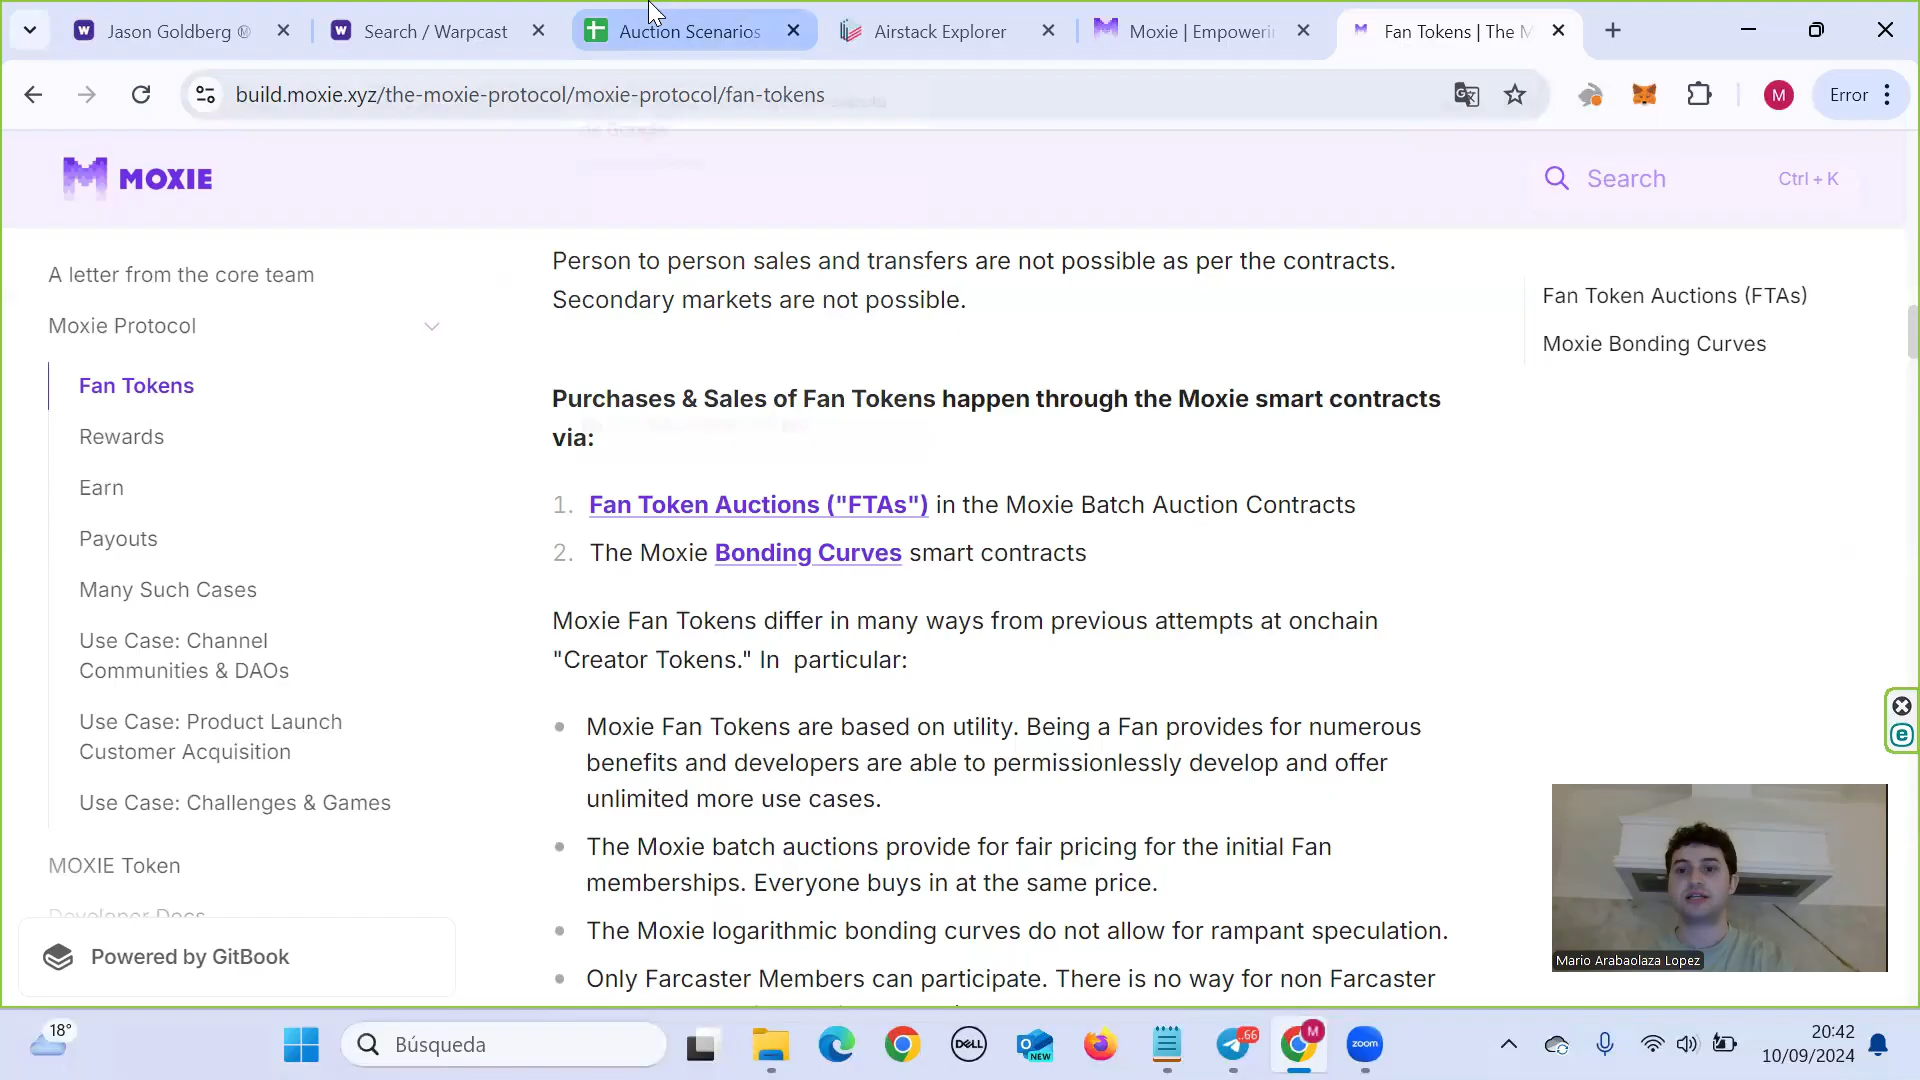 Jason Goldberg Ⓜ
Search / Warpcast
Auction Scenarios
Airstack Explorer
Moxie | Empowerin
Fan Tokens | The M
build.moxie.xyz/the-moxie-protocol/moxie-protocol/fan-tokens
M
Error
MOXIE
Search
Ctrl + K
A letter from the core team
Moxie Protocol
Fan Tokens
Rewards
Earn
Payouts
Many Such Cases
Use Case: Channel
Communities & DAOs
Use Case: Product Launch
Customer Acquisition
Use Case: Challenges & Games
MOXIE Token
Developer Docs
Powered by GitBook
Person to person sales and transfers are not possible as per the contracts.
Secondary markets are not possible.
Purchases & Sales of Fan Tokens happen through the Moxie smart contracts
via:
1. Fan Token Auctions ("FTAs") in the Moxie Batch Auction Contracts
2. The Moxie Bonding Curves smart contracts
Moxie Fan Tokens differ in many ways from previous attempts at onchain
"Creator Tokens." In particular:
• Moxie Fan Tokens are based on utility. Being a Fan provides for numerous
benefits and developers are able to permissionlessly develop and offer
unlimited more use cases.
• The Moxie batch auctions provide for fair pricing for the initial Fan
memberships. Everyone buys in at the same price.
• The Moxie logarithmic bonding curves do not allow for rampant speculation.
• Only Farcaster Members can participate. There is no way for non Farcaster
Fan Token Auctions (FTAs)
Moxie Bonding Curves
Mario Arabaolaza Lopez
18°
Búsqueda
DELL
NEW
66
M
zoom
20:42
10/09/2024